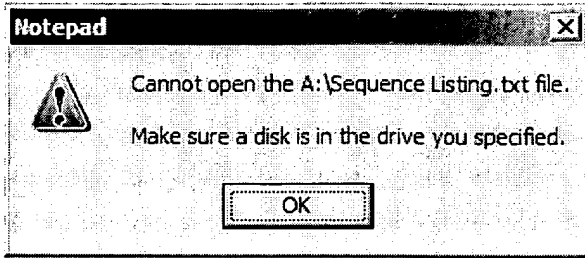 Notepad
Cannot open the A:\Sequence Listing.txt file.
Make sure a disk is in the drive you specified.
OK